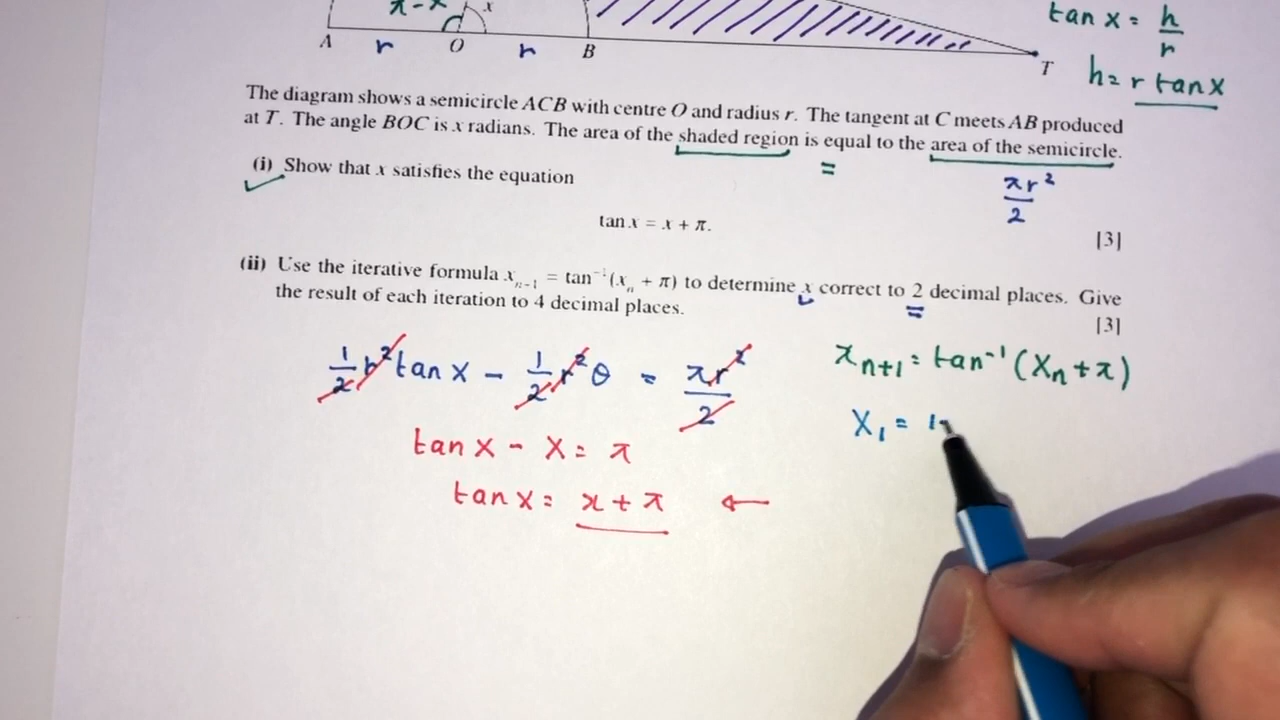 π-x x
A r O r B T
tan x = h/r
h= r tan x
The diagram shows a semicircle ACB with centre O and radius r. The tangent at C meets AB produced
at T. The angle BOC is x radians. The area of the shaded region is equal to the area of the semicircle.
= πr²/2
(i) Show that x satisfies the equation
tan x = x + π.
[3]
(ii) Use the iterative formula xₙ₋₁ = tan⁻¹(xₙ + π) to determine x correct to 2 decimal places. Give
the result of each iteration to 4 decimal places.
[3]
½r²tan x - ½r²θ = πr²/2
xₙ₊₁ = tan⁻¹(xₙ+π)
x₁ = 1
tan x - x = π
tan x = x + π ←